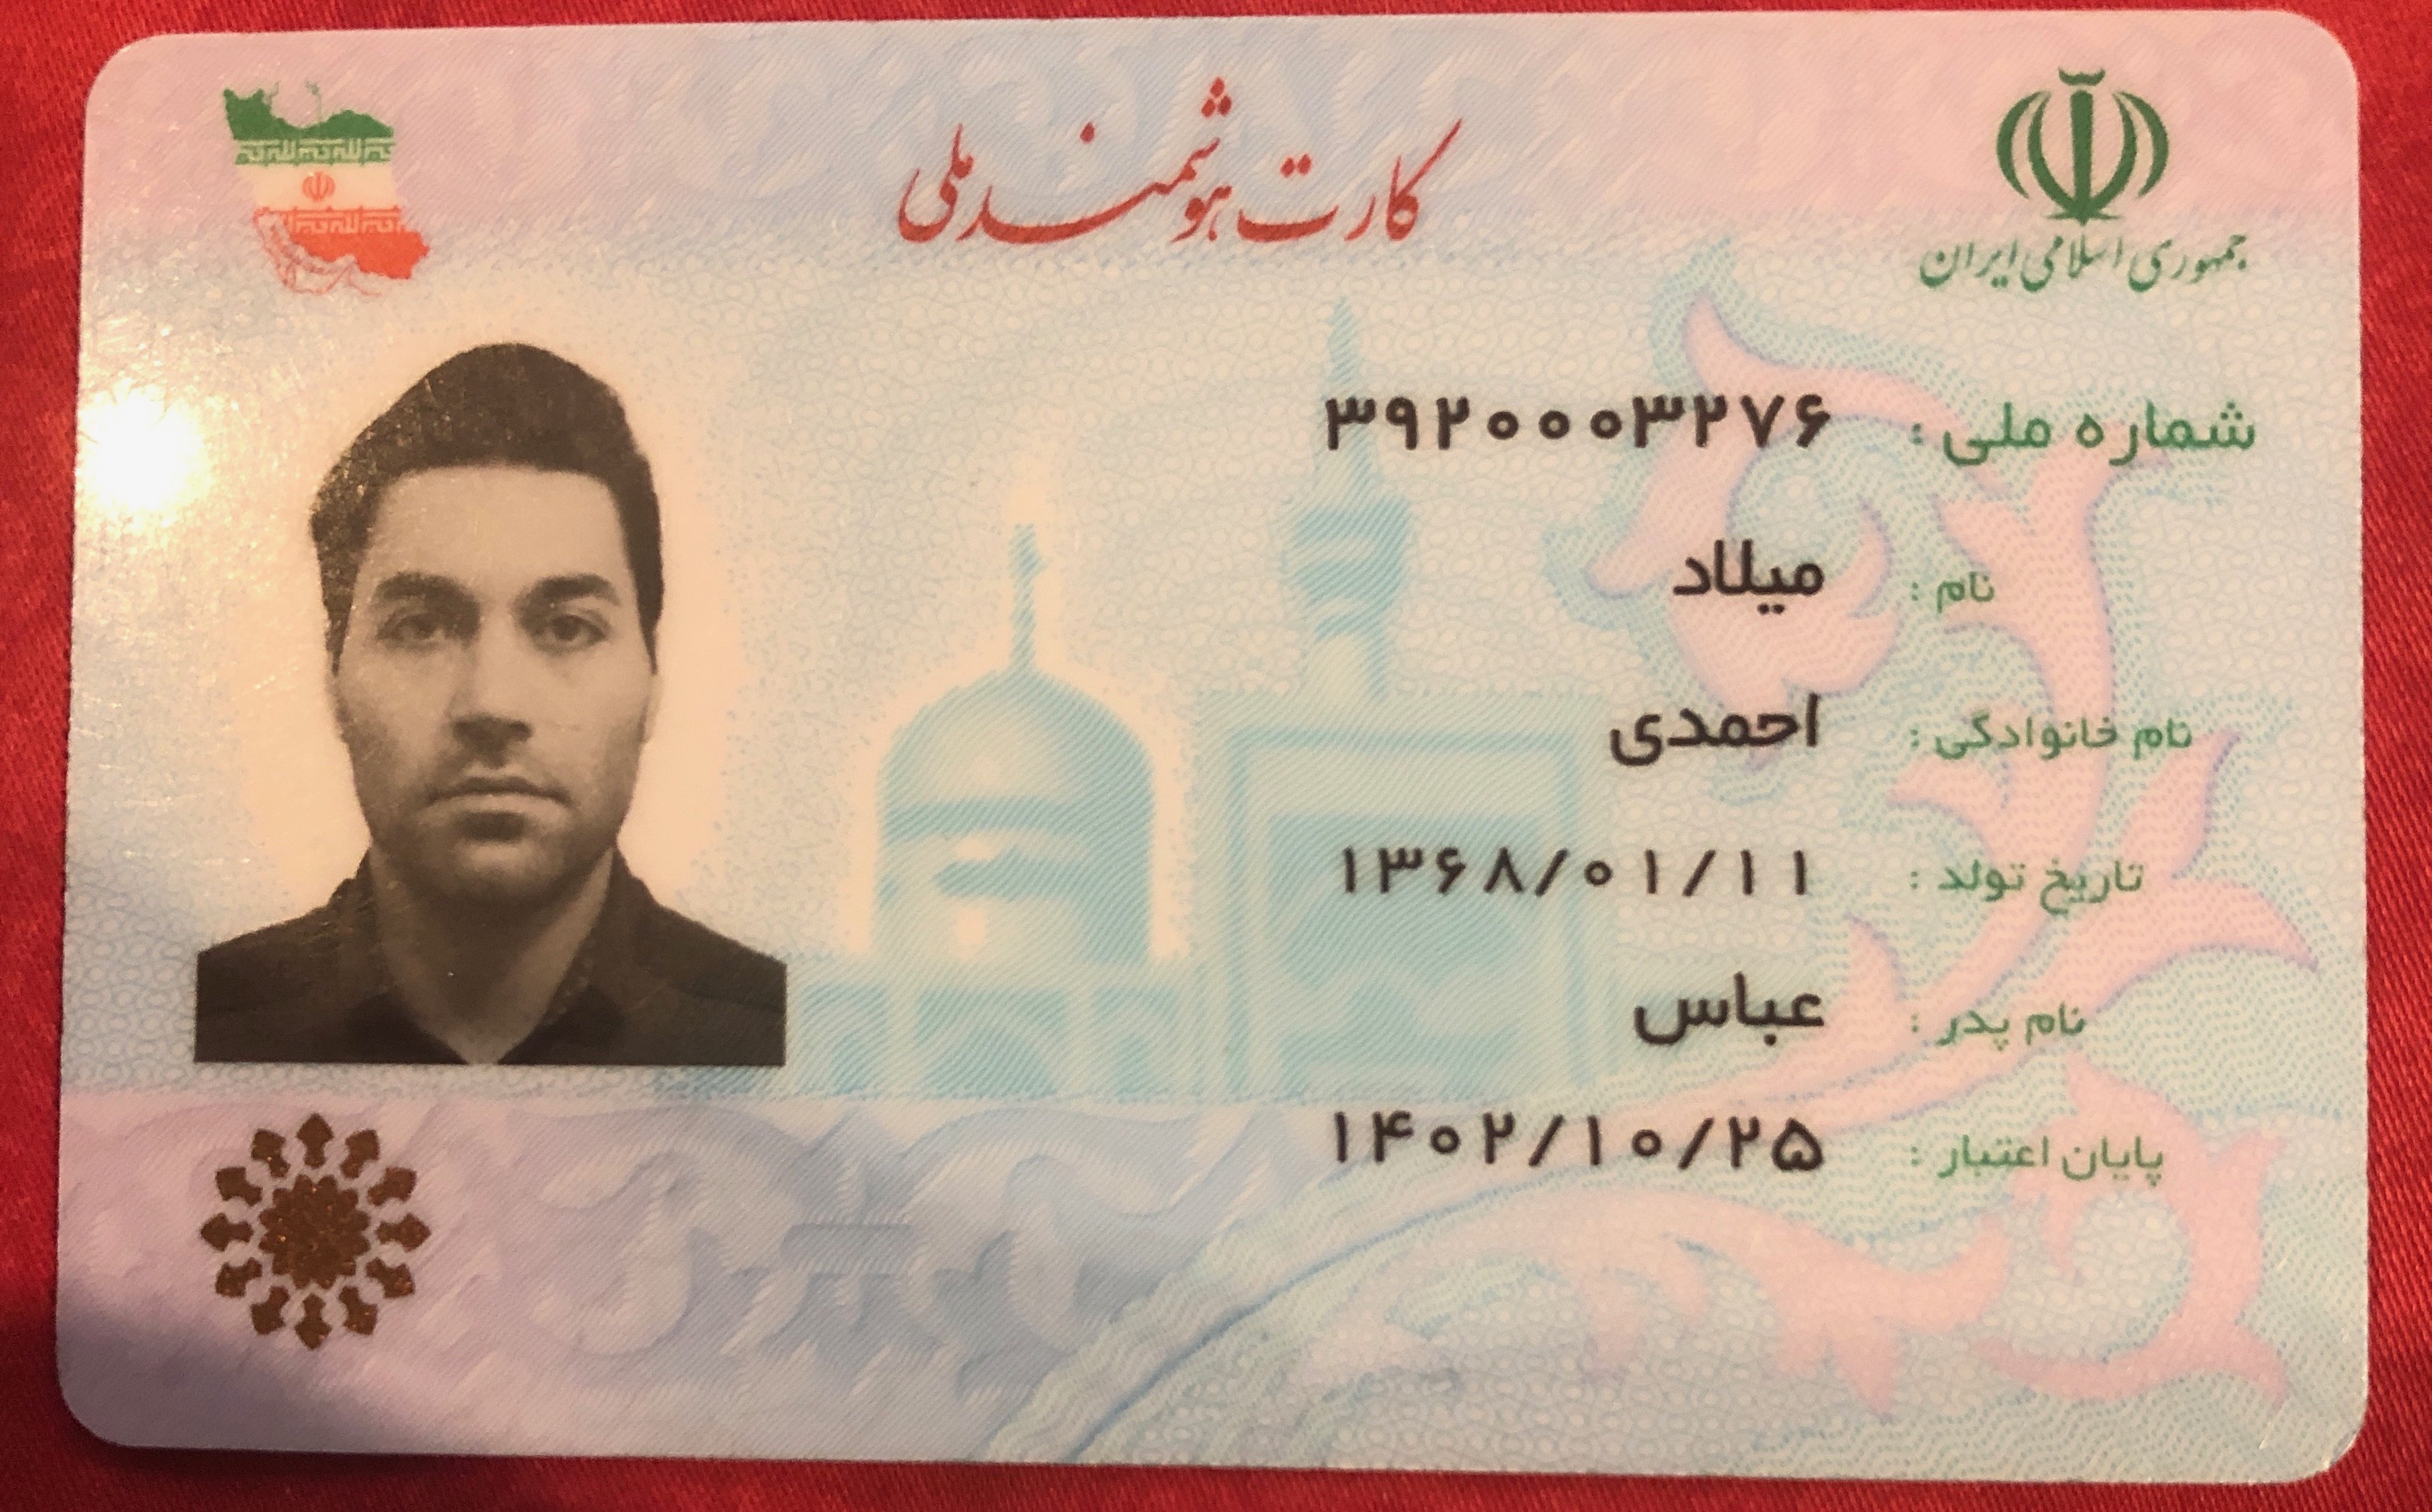 کارت هوشمند ملی
جمهوری اسلامی ایران
شماره ملی : ۳۹۲۰۰۰۳۲۷۶
نام : میلاد
نام خانوادگی : احمدی
تاریخ تولد : ۱۳۶۸/۰۱/۱۱
نام پدر : عباس
پایان اعتبار : ۱۴۰۲/۱۰/۲۵